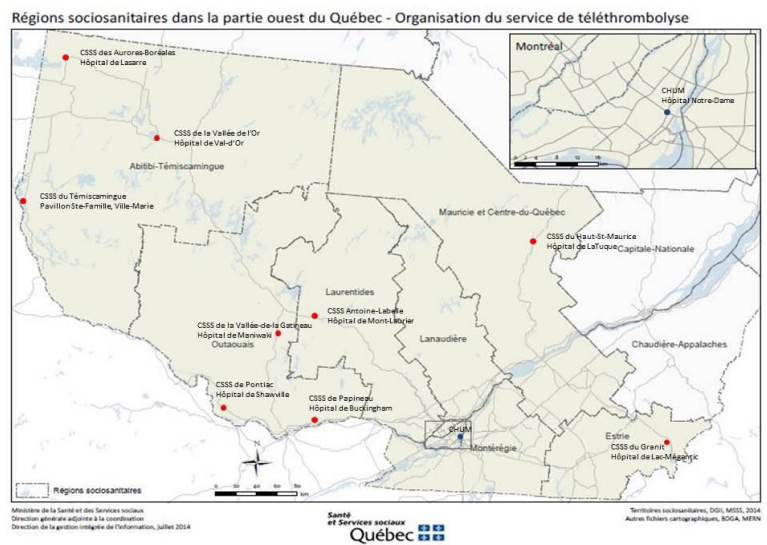 Régions sociosanitaires dans la partie ouest du Québec - Organisation du service de téléthrombolyse
CSSS des Aurores-Boréales
Hôpital de Lasarre
Montréal
CHUM
Hôpital Notre-Dame
CSSS de la Vallée de l'Or
Hôpital de Val-d'Or
Abitibi-Témiscamingue
CSSS du Témiscamingue
Pavillon Ste-Famille, Ville-Marie
Mauricie et Centre-du-Québec
CSSS du Haut-St-Maurice
Hôpital de LaTuque
Capitale-Nationale
Laurentides
CSSS Antoine-Labelle
Hôpital de Mont-Laurier
CSSS de la Vallée-de-la Gatineau
Hôpital de Maniwaki
Outaouais
Lanaudière
Chaudière-Appalaches
CSSS de Pontiac
Hôpital de Shawville
CSSS de Papineau
Hôpital de Buckingham
CHUM
Montérégie
Estrie
CSSS du Granit
Hôpital de Lac-Mégantic
N
Régions sociosanitaires
km
Ministère de la Santé et des Services sociaux
Direction générale adjointe à la coordination
Direction de la gestion intégrée de l'information, juillet 2014
Santé
et Services sociaux
Québec
Territoires sociosanitaires, DGII, MSSS, 2014
Autres fichiers cartographiques, BDGA, MERN